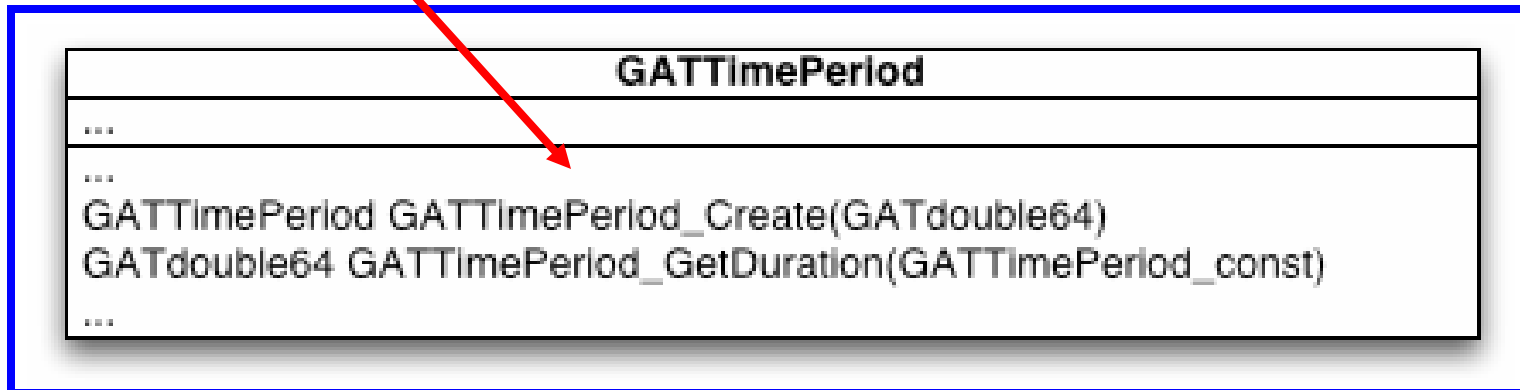 GATTimePeriod
...
...
GATTimePeriod GATTimePeriod_Create(GATdouble64)
GATdouble64 GATTimePeriod_GetDuration(GATTimePeriod_const)
...